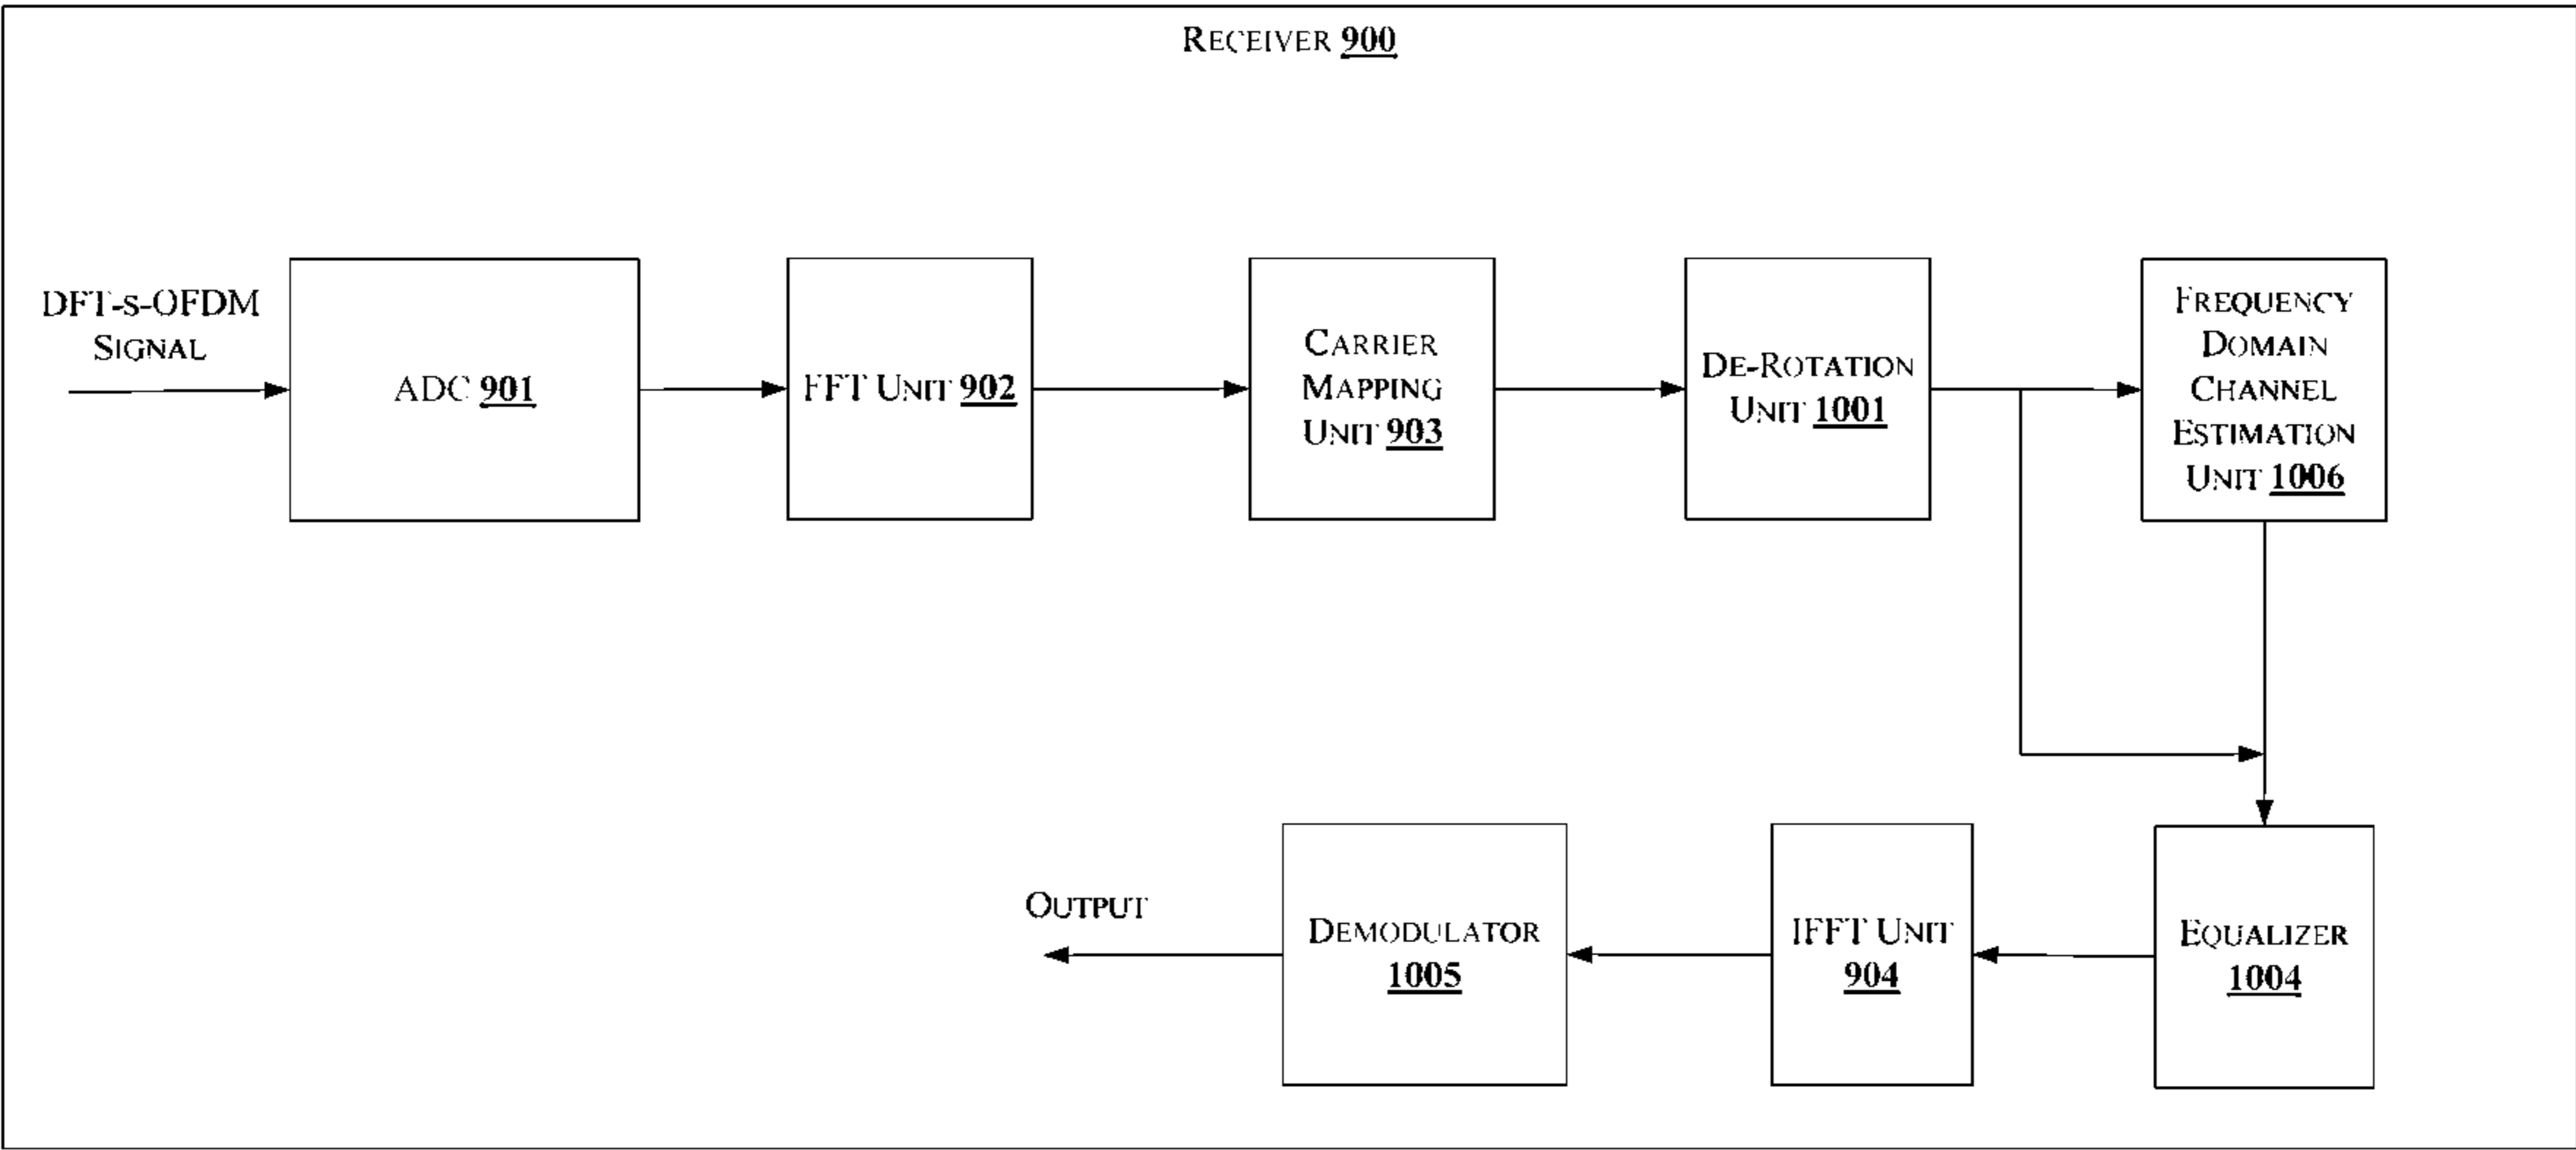 RECEIVER 900
DFT-s-OFDM
SIGNAL
ADC 901
FFT UNIT 902
CARRIER
MAPPING
UNIT 903
DE-ROTATION
UNIT 1001
FREQUENCY
DOMAIN
CHANNEL
ESTIMATION
UNIT 1006
OUTPUT
DEMODULATOR
1005
IFFT UNIT
904
EQUALIZER
1004